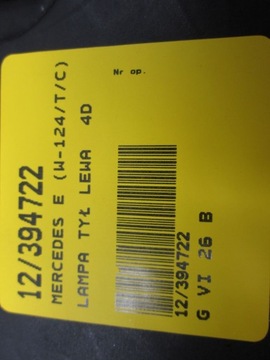 Nr op.
12/394722
MERCEDES E (W-124/T/C)
LAMPA TYŁ LEWA 4D
12/394722
G VI 26 B